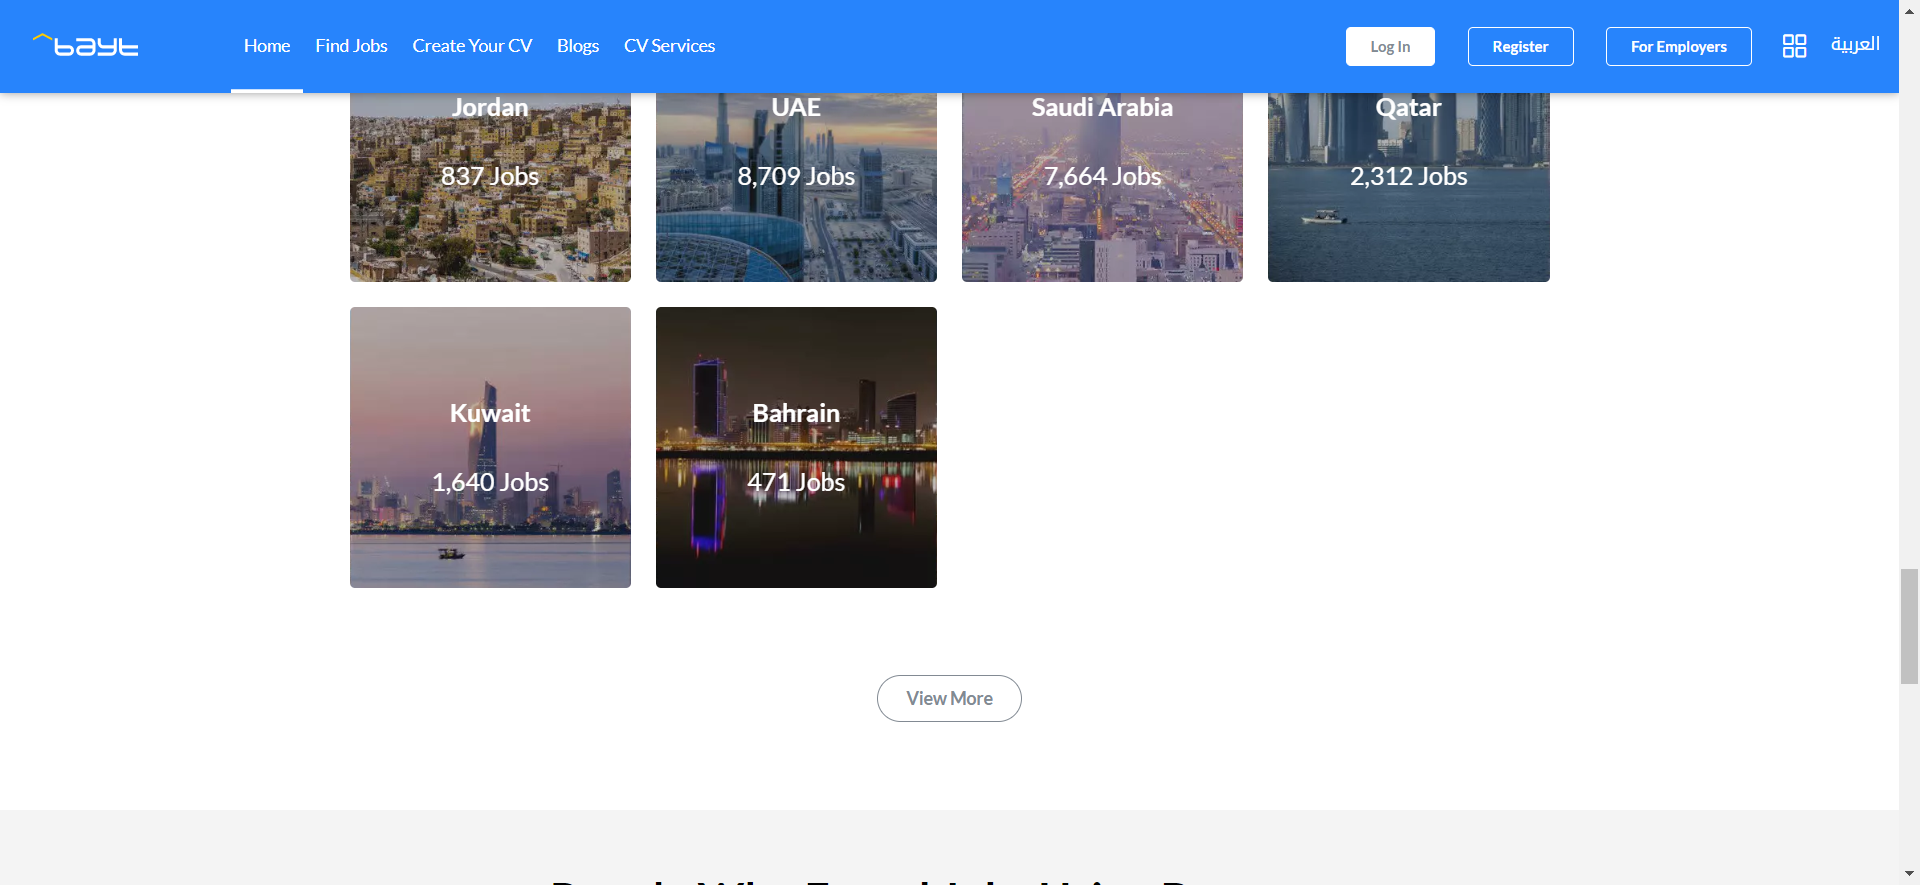 bayt
Home
Find Jobs
Create Your CV
Blogs
CV Services
Log In
Register
For Employers
العربية
Jordan
837 Jobs
UAE
8,709 Jobs
Saudi Arabia
7,664 Jobs
Qatar
2,312 Jobs
Kuwait
1,640 Jobs
Bahrain
471 Jobs
View More